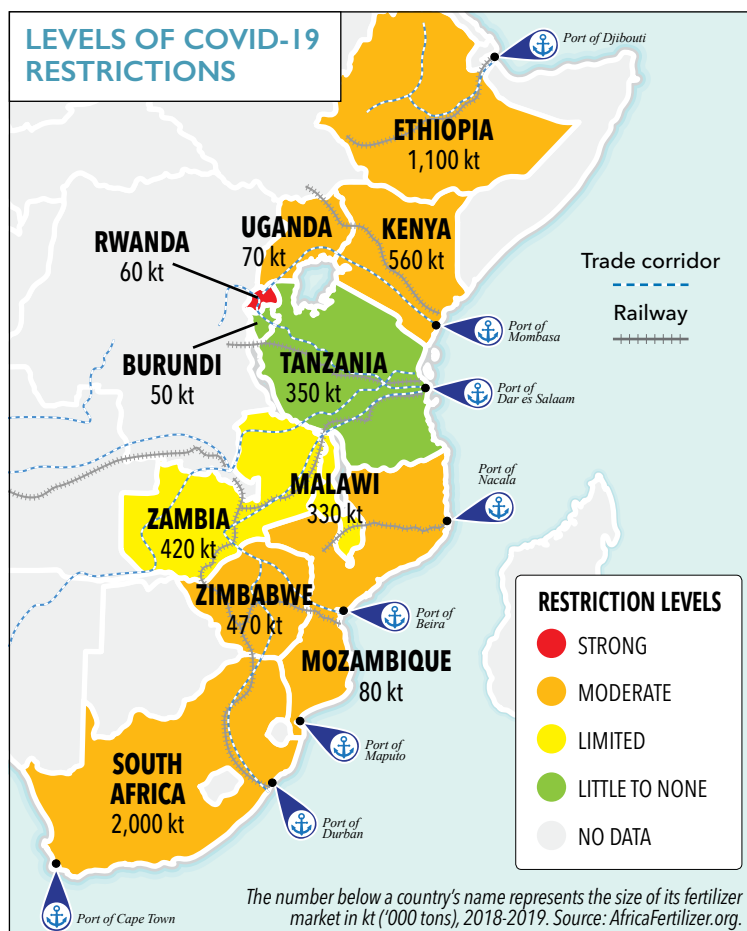 LEVELS OF COVID-19
RESTRICTIONS
Port of Djibouti
ETHIOPIA
1,100 kt
UGANDA
70 kt
KENYA
560 kt
RWANDA
60 kt
Trade corridor
Railway
Port of
Mombasa
BURUNDI
50 kt
TANZANIA
350 kt
Port of
Dar es Salaam
MALAWI
330 kt
Port of
Nacala
ZAMBIA
420 kt
ZIMBABWE
470 kt
Port of
Beira
MOZAMBIQUE
80 kt
Port of
Maputo
SOUTH
AFRICA
2,000 kt
Port of
Durban
Port of Cape Town
RESTRICTION LEVELS
STRONG
MODERATE
LIMITED
LITTLE TO NONE
NO DATA
The number below a country's name represents the size of its fertilizer
market in kt ('000 tons), 2018-2019. Source: AfricaFertilizer.org.